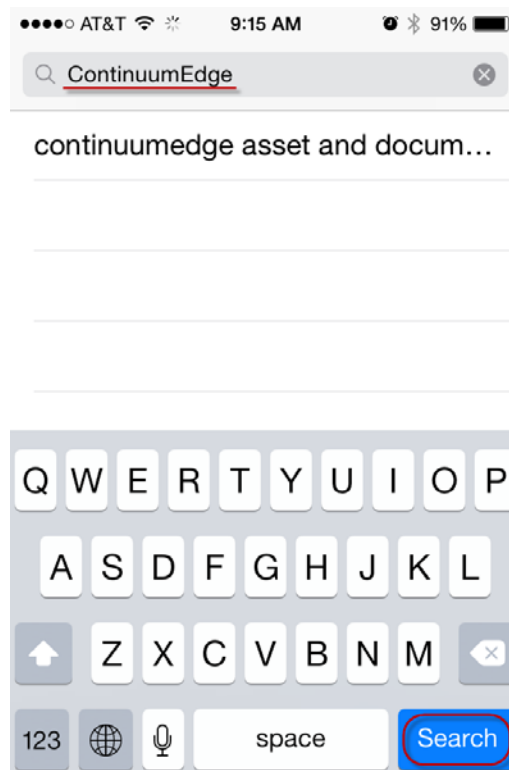 AT&T 9:15 AM 91%
ContinuumEdge
continuumedge asset and docum...
Q W E R T Y U I O P
A S D F G H J K L
Z X C V B N M
123 space Search